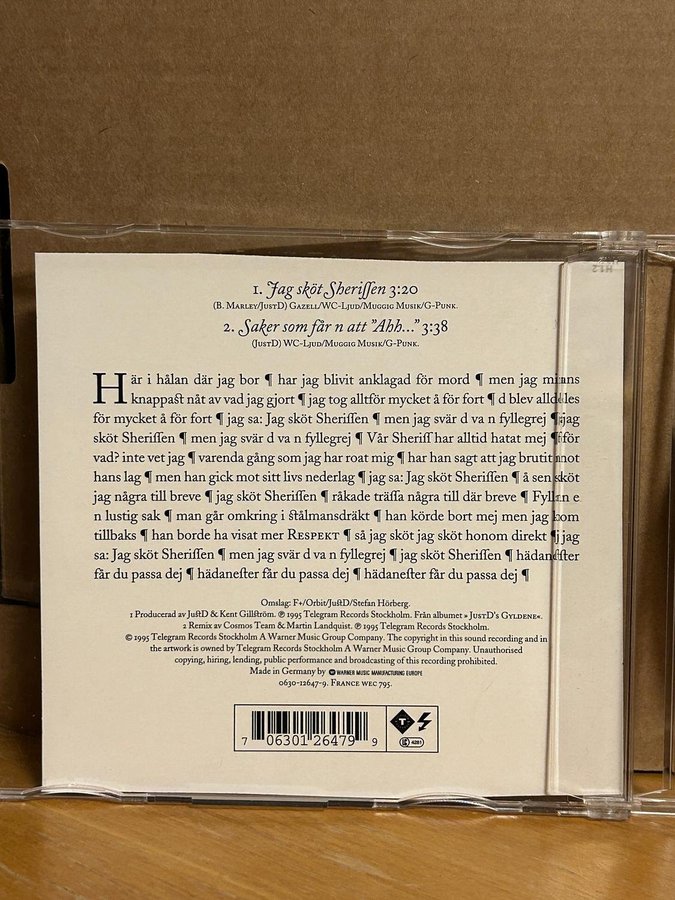 1. Jag sköt Sheriffen 3:20
(B. Marley/JustD) Gazell/WC-Ljud/Muggig Musik/G-Punk.
2. Saker som får n att ”Ahh...” 3:38
(JustD) WC-Ljud/Muggig Musik/G-Punk.
Här i hålan där jag bor ¶ har jag blivit anklagad för mord ¶ men jag minns
knappast nåt av vad jag gjort ¶ jag tog alltför mycket å för fort ¶ d blev alldeles
för mycket å för fort ¶ jag sa: Jag sköt Sheriffen ¶ men jag svär d va n fyllegrej ¶ jag
sköt Sheriffen ¶ men jag svär d va n fyllegrej ¶ Vår Sheriff har alltid hatat mej ¶ för
vad? inte vet jag ¶ varenda gång som jag har roat mig ¶ har han sagt att jag brutit mot
hans lag ¶ men han gick mot sitt livs nederlag ¶ jag sa: Jag sköt Sheriffen ¶ å sen sköt
jag några till breve ¶ jag sköt Sheriffen ¶ råkade träffa några till där breve ¶ Fyllan e
n lustig sak ¶ man går omkring i stålmansdräkt ¶ han körde bort mej men jag kom
tillbaks ¶ han borde ha visat mer Respekt ¶ så jag sköt jag sköt honom direkt ¶ jag
sa: Jag sköt Sheriffen ¶ men jag svär d va n fyllegrej ¶ jag sköt Sheriffen ¶ hädanefter
får du passa dej ¶ hädanefter får du passa dej ¶ hädanefter får du passa dej ¶
Omslag: F+/Orbit/JustD/Stefan Hörberg.
1 Producerad av JustD & Kent Gillström. ℗ 1995 Telegram Records Stockholm. Från albumet » JustD's Gyldene«.
2 Remix av Cosmos Team & Martin Landquist. ℗ 1995 Telegram Records Stockholm.
© 1995 Telegram Records Stockholm A Warner Music Group Company. The copyright in this sound recording and in
the artwork is owned by Telegram Records Stockholm A Warner Music Group Company. Unauthorised
copying, hiring, lending, public performance and broadcasting of this recording prohibited.
Made in Germany by WARNER MUSIC MANUFACTURING EUROPE
0630-12647-9. France WEC 795.
7 06301 26479 9
T
LC 4281